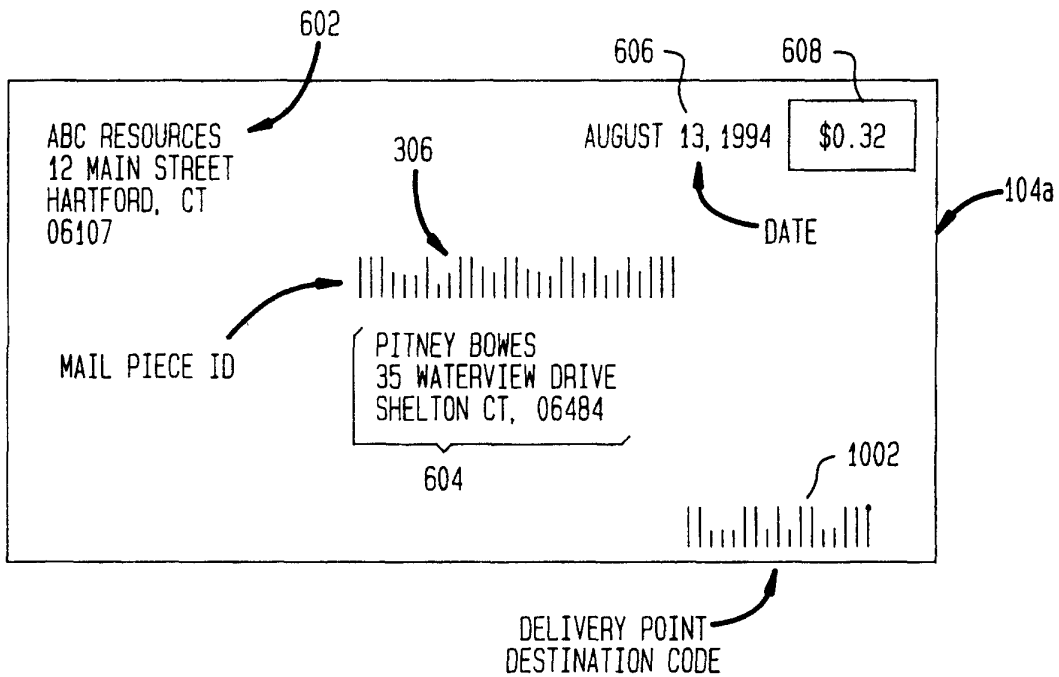 602
606
608
ABC RESOURCES
12 MAIN STREET
HARTFORD, CT
06107
AUGUST 13, 1994
$0.32
306
104a
DATE
MAIL PIECE ID
PITNEY BOWES
35 WATERVIEW DRIVE
SHELTON CT, 06484
604
1002
DELIVERY POINT
DESTINATION CODE